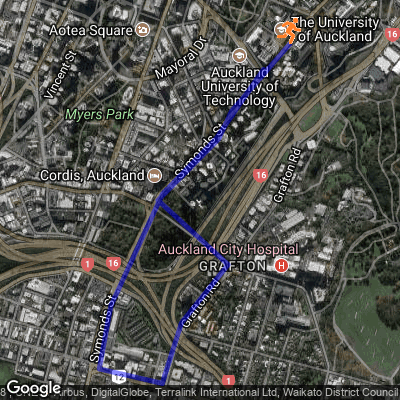 The University
of Auckland
Aotea Square
16
Mayoral Dr
Vincent St
Auckland
University of
Technology
Myers Park
Symonds St
Cordis, Auckland
16
Grafton Rd
Auckland City Hospital
H
GRAFTON
1
16
Grafton Rd
Symonds St
12
1
Google
DigitalGlobe, Terralink International Ltd, Waikato District Council